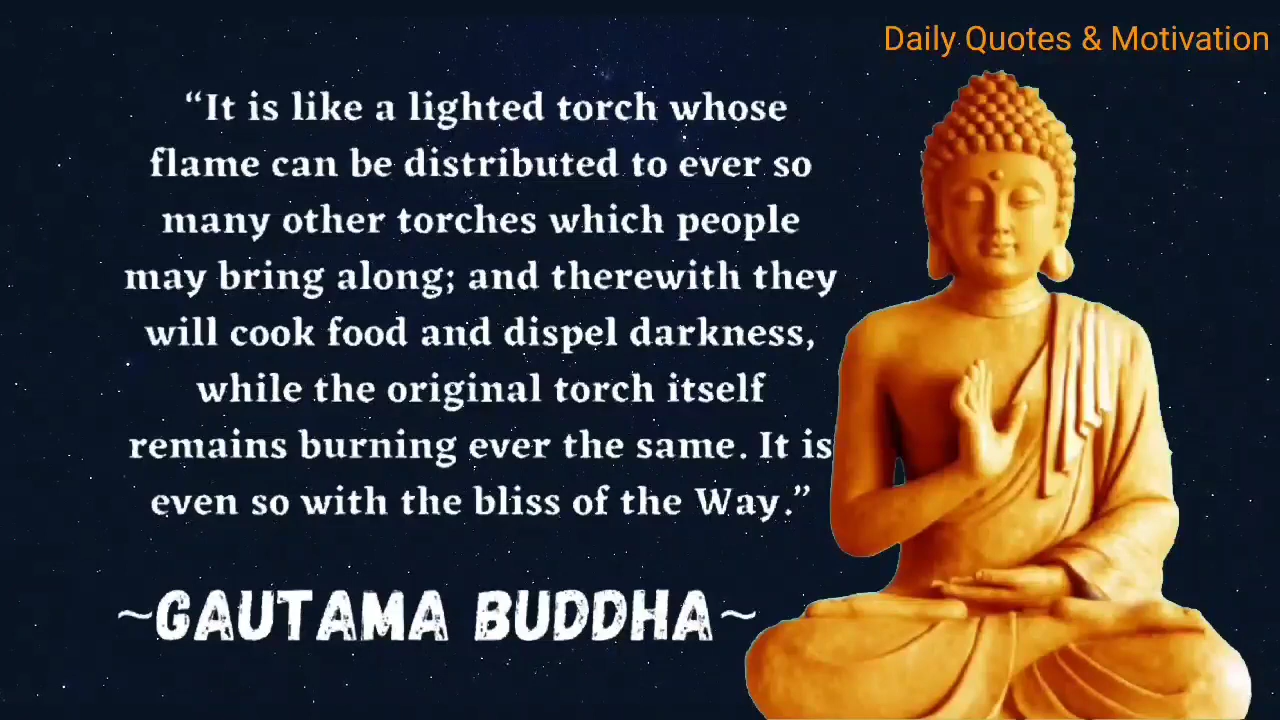 Daily Quotes & Motivation
“It is like a lighted torch whose
flame can be distributed to ever so
many other torches which people
may bring along; and therewith they
will cook food and dispel darkness,
while the original torch itself
remains burning ever the same. It is
even so with the bliss of the Way.”
~GAUTAMA BUDDHA~